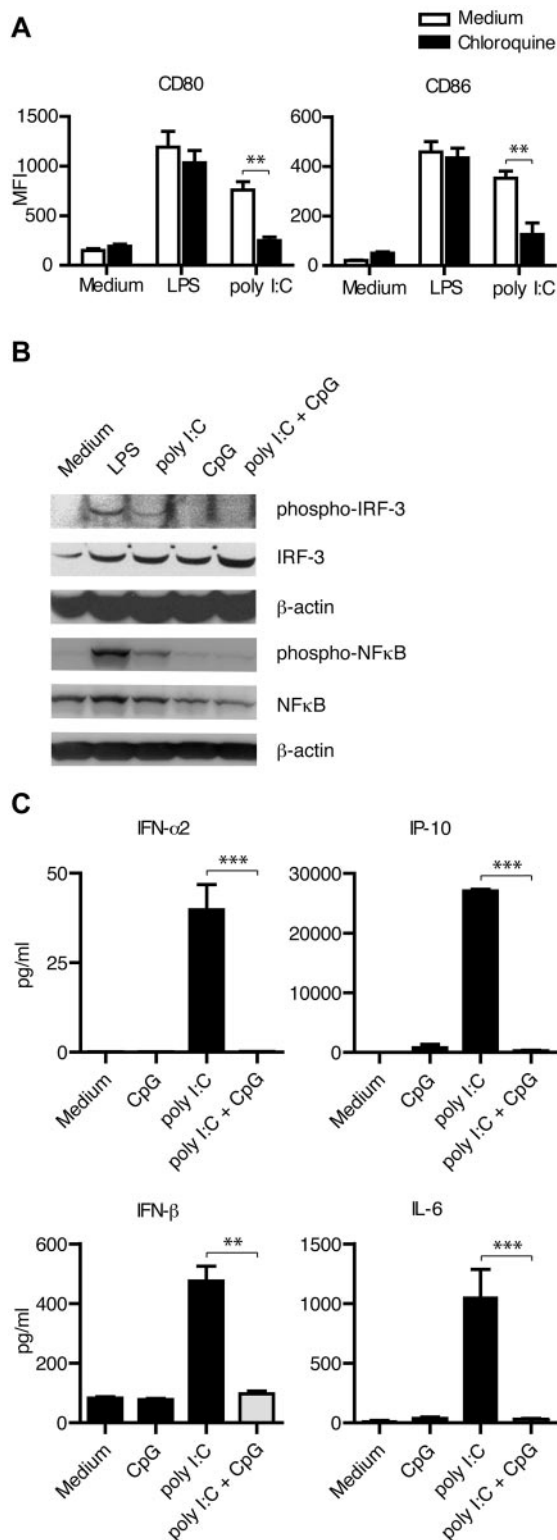 A
Medium
Chloroquine
CD80
CD86
MFI
1500
1000
500
0
**
Medium LPS poly I:C
600
400
200
0
**
Medium LPS poly I:C
B
Medium LPS poly I:C CpG poly I:C + CpG
phospho-IRF-3
IRF-3
β-actin
phospho-NFκB
NFκB
β-actin
C
IFN-α2
pg/ml
50
25
0
***
Medium CpG poly I:C poly I:C + CpG
IP-10
30000
20000
10000
0
***
Medium CpG poly I:C poly I:C + CpG
IFN-β
pg/ml
600
400
200
0
**
Medium CpG poly I:C poly I:C + CpG
IL-6
1500
1000
500
0
***
Medium CpG poly I:C poly I:C + CpG